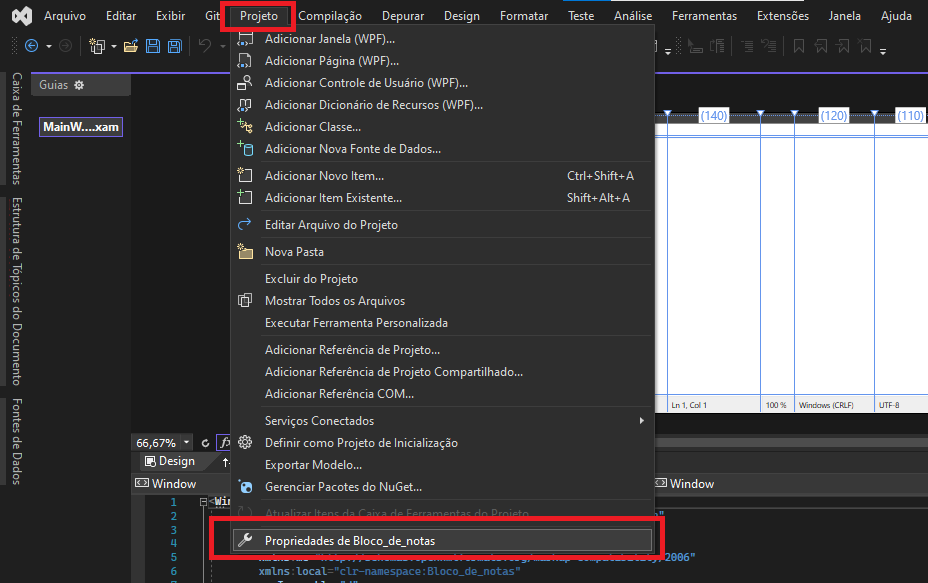 Arquivo Editar Exibir Git Projeto Compilação Depurar Design Formatar Teste Análise Ferramentas Extensões Janela Ajuda
Caixa de Ferramentas
Estrutura de Tópicos do Documento
Fontes de Dados
Guias
MainW....xam
Adicionar Janela (WPF)...
Adicionar Página (WPF)...
Adicionar Controle de Usuário (WPF)...
Adicionar Dicionário de Recursos (WPF)...
Adicionar Classe...
Adicionar Nova Fonte de Dados...
Adicionar Novo Item... Ctrl+Shift+A
Adicionar Item Existente... Shift+Alt+A
Editar Arquivo do Projeto
Nova Pasta
Excluir do Projeto
Mostrar Todos os Arquivos
Executar Ferramenta Personalizada
Adicionar Referência de Projeto...
Adicionar Referência de Projeto Compartilhado...
Adicionar Referência COM...
Serviços Conectados
Definir como Projeto de Inicialização
Exportar Modelo...
Gerenciar Pacotes do NuGet...
Atualizar Itens da Caixa de Ferramentas do Projeto
Propriedades de Bloco_de_notas
(140) (120) (110)
Ln 1, Col 1 100 % Windows (CRLF) UTF-8
66,67%
Design
Window Window
1 <Win
2
3
4
5
6 xmlns:local="clr-namespace:Bloco_de_notas"